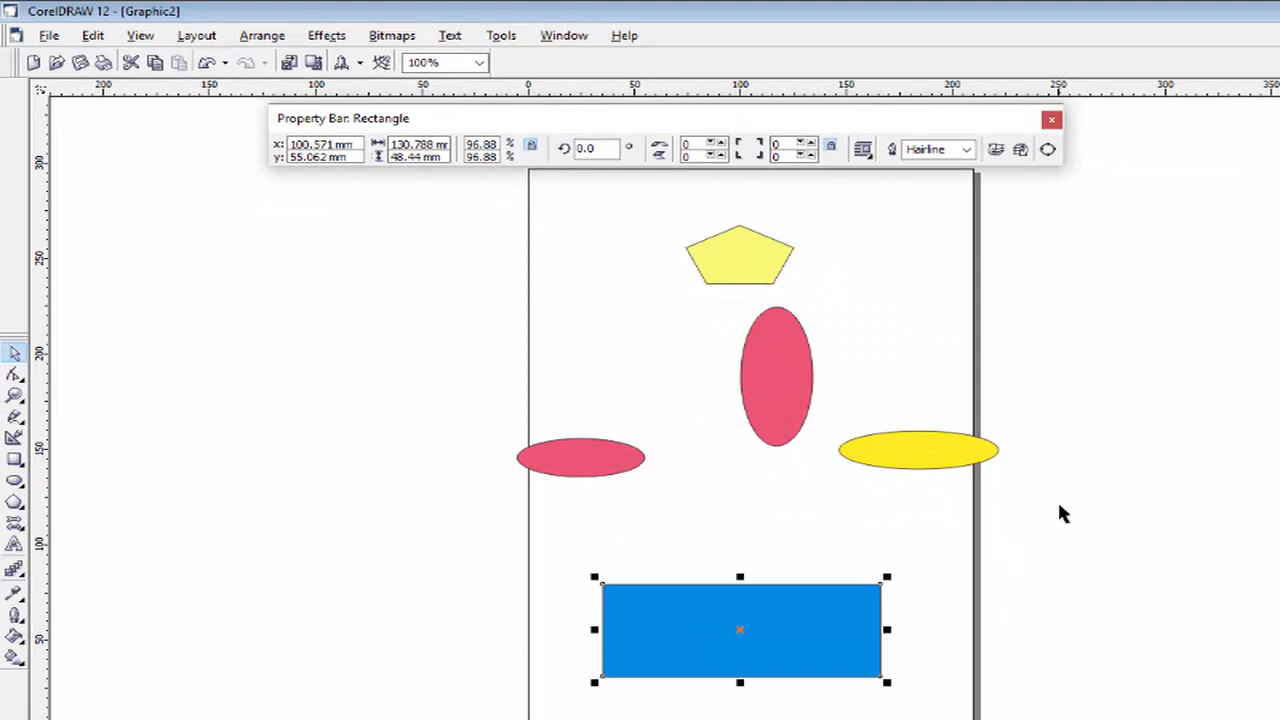 CorelDRAW 12 - [Graphic2]
File Edit View Layout Arrange Effects Bitmaps Text Tools Window Help
100%
200 150 100 50 0 50 100 150 200 250 300 350
Property Bar: Rectangle
x: 100.571 mm 130.788 mm 96.88 % 0.0 ° 0 0 Hairline
y: 55.062 mm 48.44 mm 96.88 % 0 0
300
250
200
150
100
50